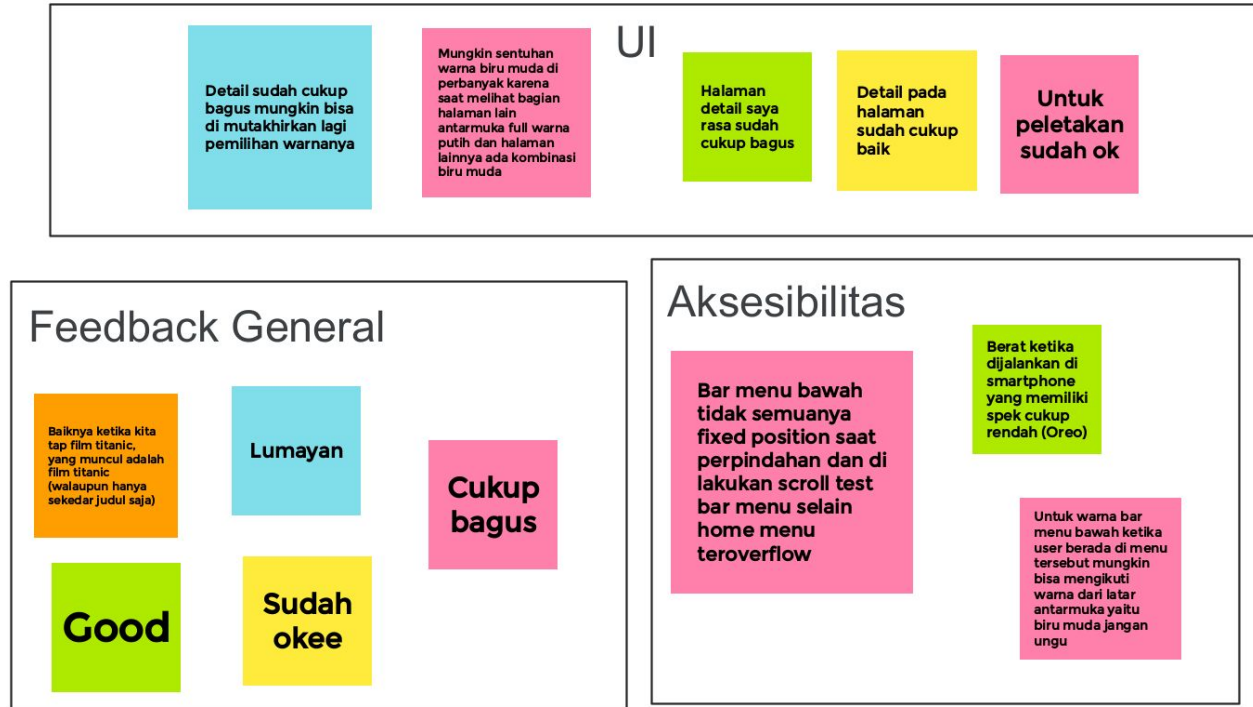 UI
Detail sudah cukup
bagus mungkin bisa
di mutakhirkan lagi
pemilihan warnanya
Mungkin sentuhan
warna biru muda di
perbanyak karena
saat melihat bagian
halaman lain
antarmuka full warna
putih dan halaman
lainnya ada kombinasi
biru muda
Halaman
detail saya
rasa sudah
cukup bagus
Detail pada
halaman
sudah cukup
baik
Untuk
peletakan
sudah ok
Feedback General
Baiknya ketika kita
tap film titanic,
yang muncul adalah
film titanic
(walaupun hanya
sekedar judul saja)
Lumayan
Cukup
bagus
Good
Sudah
okee
Aksesibilitas
Bar menu bawah
tidak semuanya
fixed position saat
perpindahan dan di
lakukan scroll test
bar menu selain
home menu
teroverflow
Berat ketika
dijalankan di
smartphone
yang memiliki
spek cukup
rendah (Oreo)
Untuk warna bar
menu bawah ketika
user berada di menu
tersebut mungkin
bisa mengikuti
warna dari latar
antarmuka yaitu
biru muda jangan
ungu